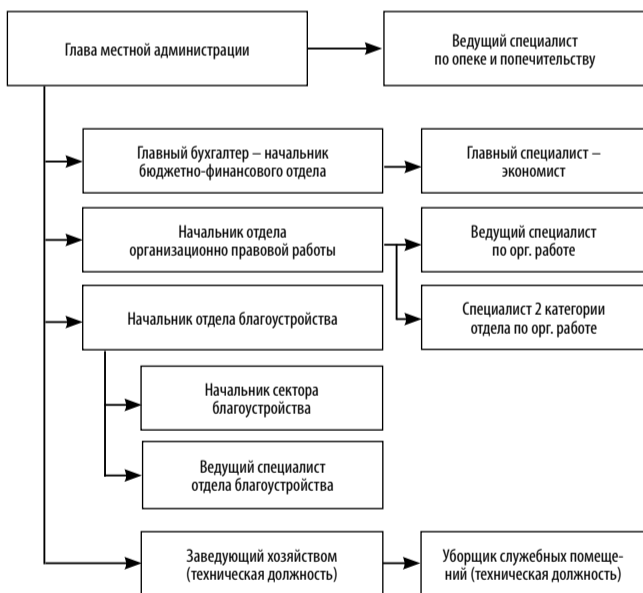 Глава местной администрации
Ведущий специалист
по опеке и попечительству
Главный бухгалтер – начальник
бюджетно-финансового отдела
Главный специалист –
экономист
Начальник отдела
организационно правовой работы
Ведущий специалист
по орг. работе
Специалист 2 категории
отдела по орг. работе
Начальник отдела благоустройства
Начальник сектора
благоустройства
Ведущий специалист
отдела благоустройства
Заведующий хозяйством
(техническая должность)
Уборщик служебных помеще-
ний (техническая должность)